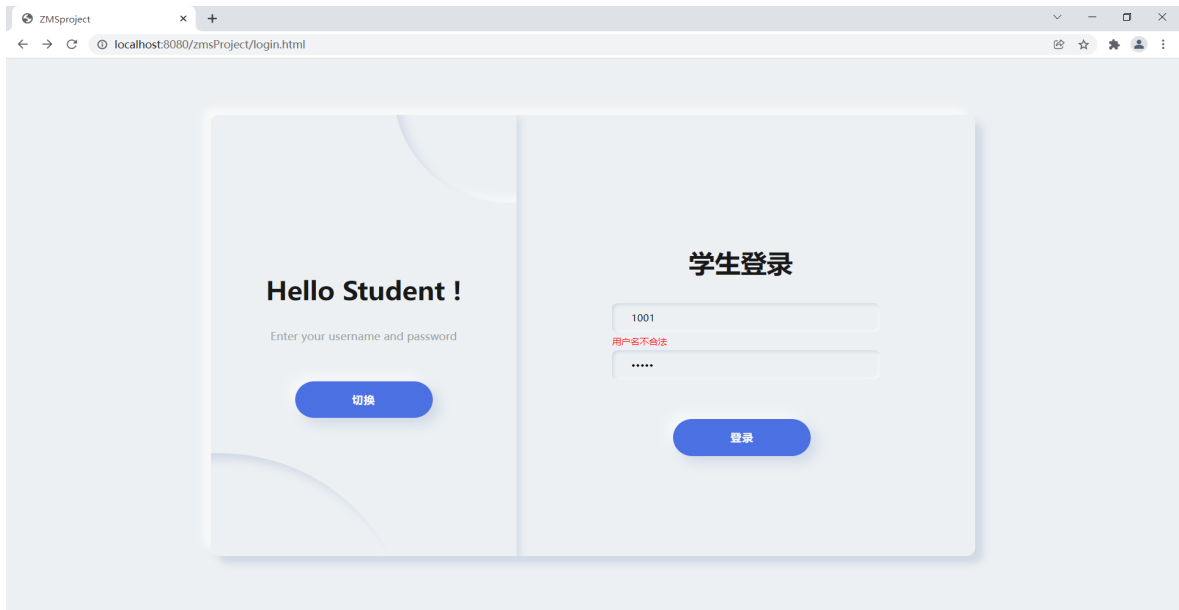 ZMSproject
localhost:8080/zmsProject/login.html
Hello Student !
Enter your username and password
切换
学生登录
1001
用户名不合法
•••••
登录